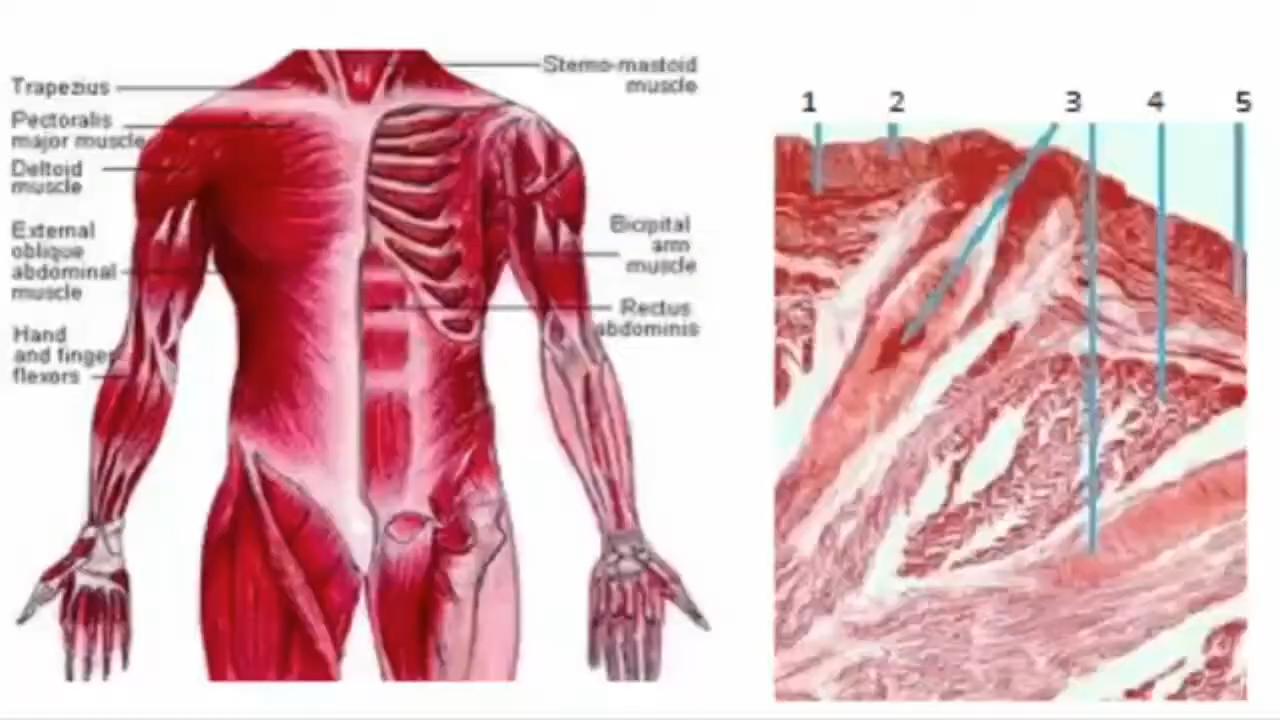 Trapezius
Pectoralis
major muscle
Deltoid
muscle
External
oblique
abdominal
muscle
Hand
and finger
flexors
Sterno-mastoid
muscle
Bicipital
arm
muscle
Rectus
abdominis
1 2 3 4 5